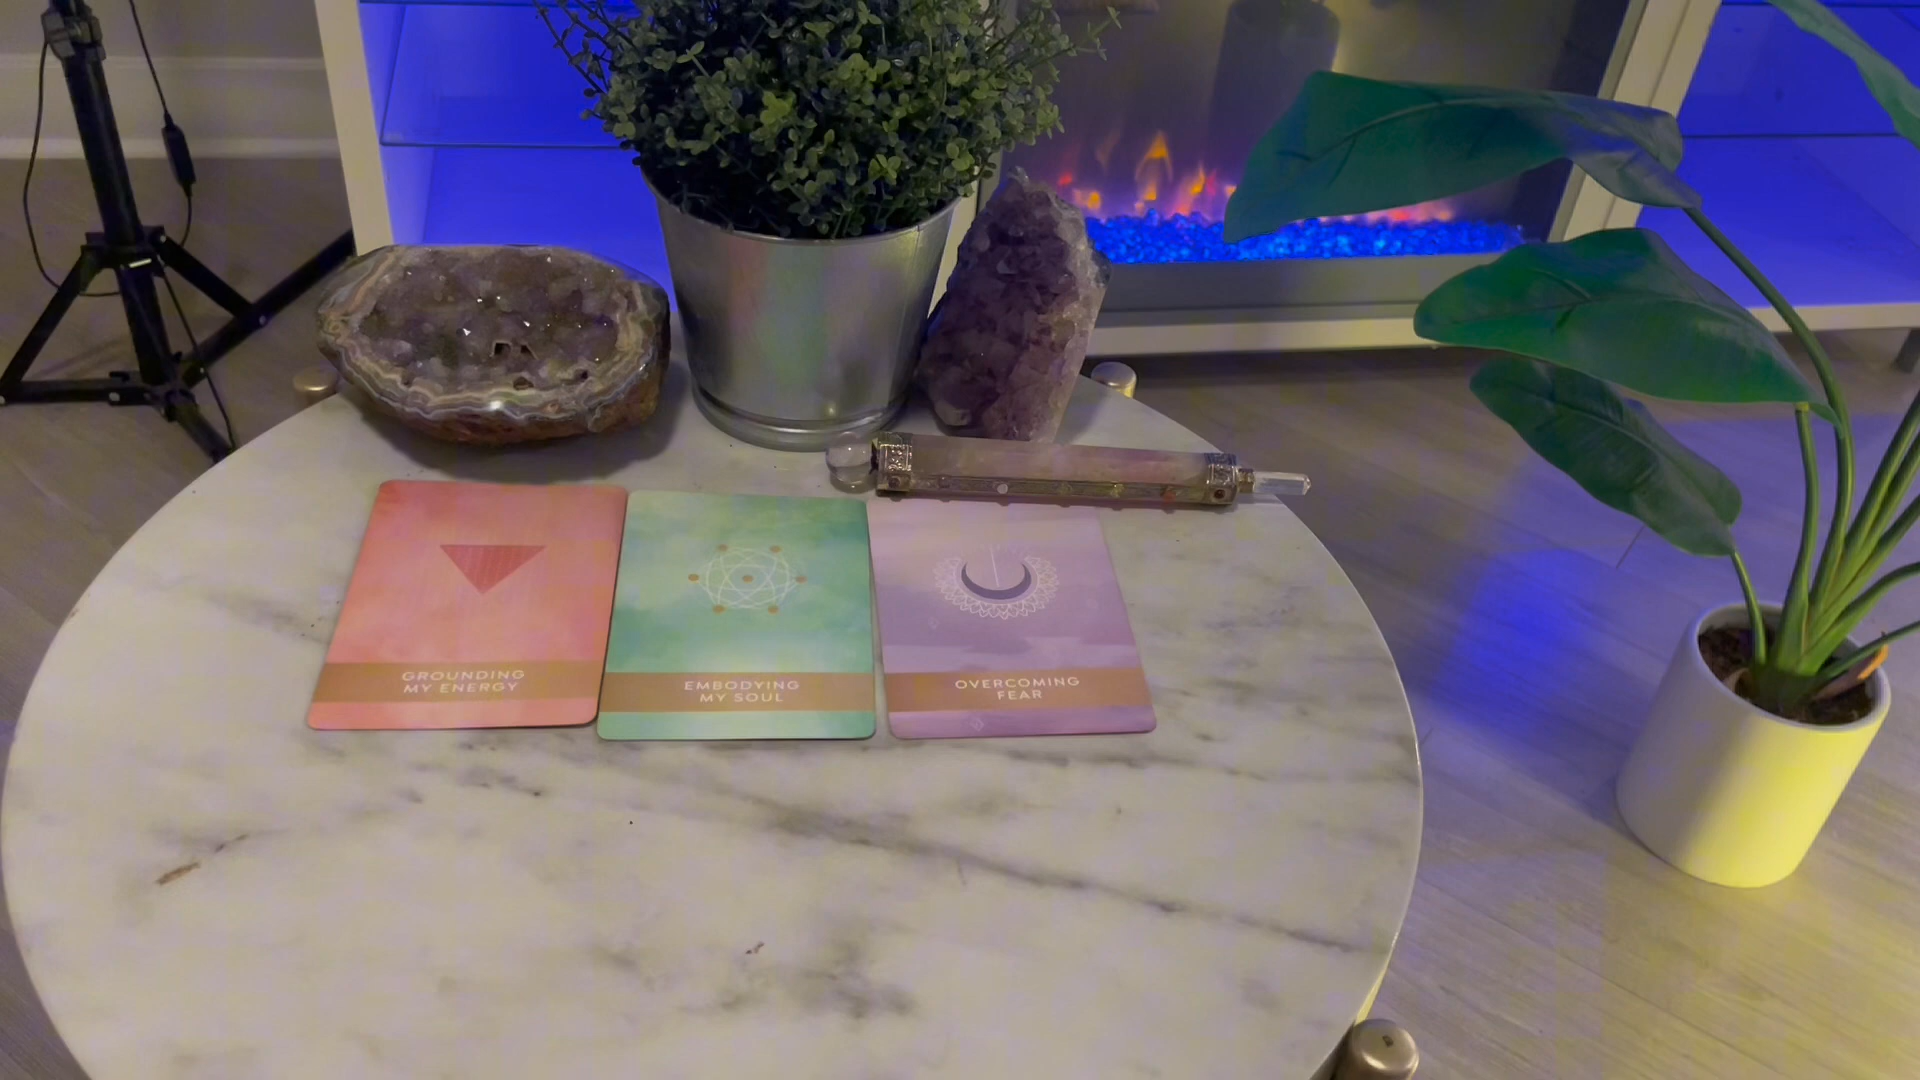 GROUNDING
MY ENERGY
EMBODYING
MY SOUL
OVERCOMING
FEAR